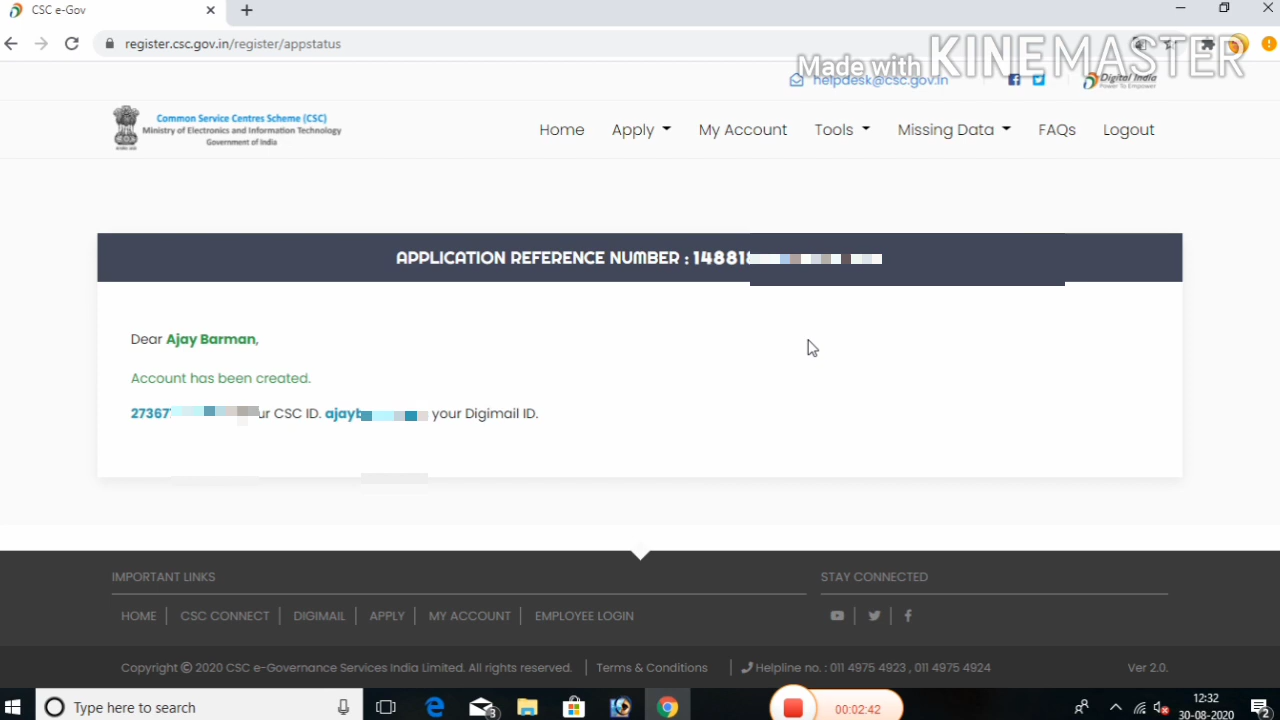 CSC e-Gov
register.csc.gov.in/register/appstatus
Made with KINEMASTER
helpdesk@csc.gov.in
Digital India
Power To Empower
Common Service Centres Scheme (CSC)
Ministry of Electronics and Information Technology
Government of India
Home Apply My Account Tools Missing Data FAQs Logout
APPLICATION REFERENCE NUMBER : 14881
Dear Ajay Barman,
Account has been created.
27367 ur CSC ID. ajayb your Digimail ID.
IMPORTANT LINKS
STAY CONNECTED
HOME CSC CONNECT DIGIMAIL APPLY MY ACCOUNT EMPLOYEE LOGIN
Copyright © 2020 CSC e-Governance Services India Limited. All rights reserved. Terms & Conditions Helpline no. : 011 4975 4923 , 011 4975 4924 Ver 2.0.
Type here to search
3
00:02:42
12:32
30-08-2020
2